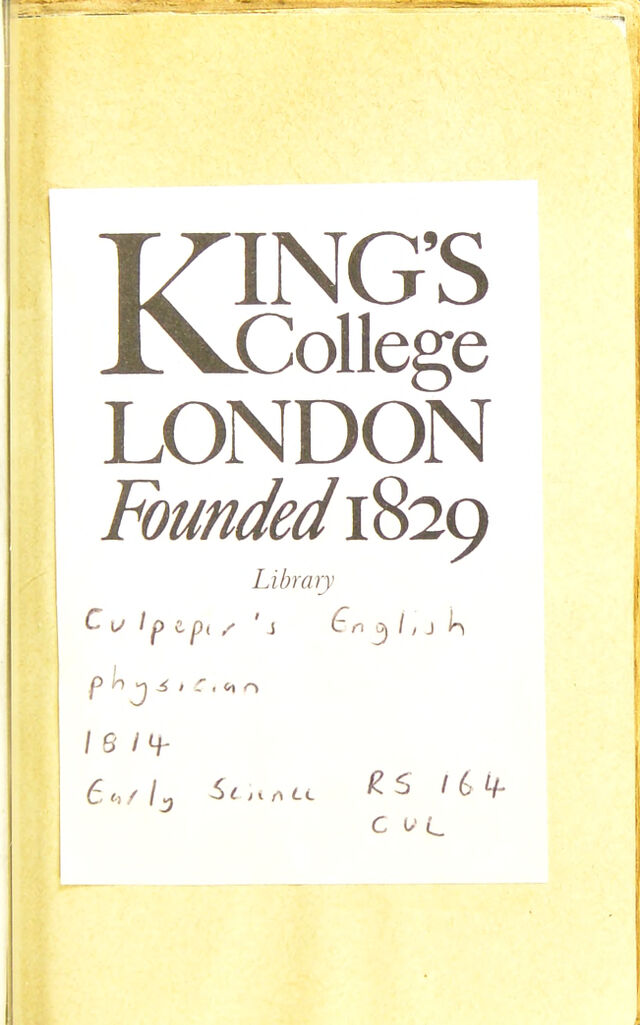 KING'S
College
LONDON
Founded 1829
Library
Culpeper's English
physician
1814
Early Science RS 164
CUL